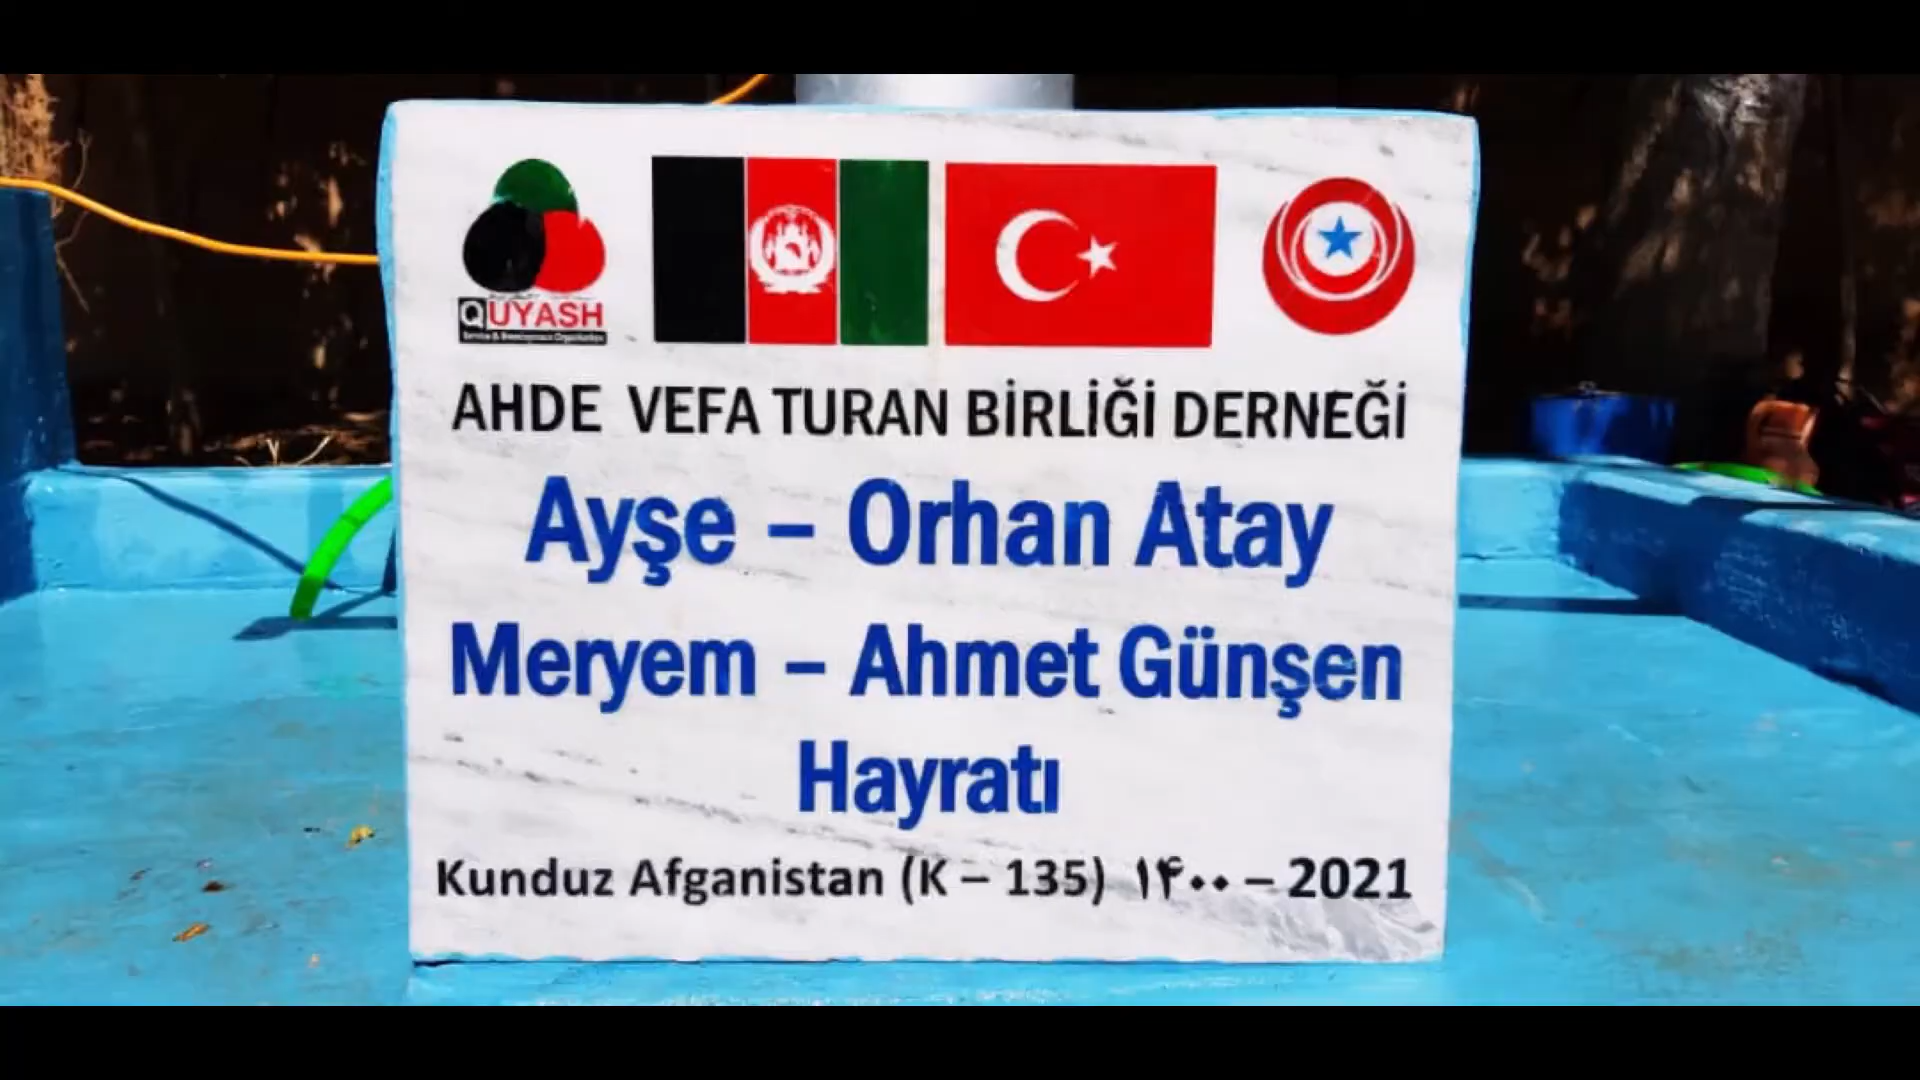 QUYASH
AHDE VEFA TURAN BİRLİĞİ DERNEĞİ
Ayşe – Orhan Atay
Meryem – Ahmet Günşen
Hayratı
Kunduz Afganistan (K – 135) ۱۴۰۰ – 2021